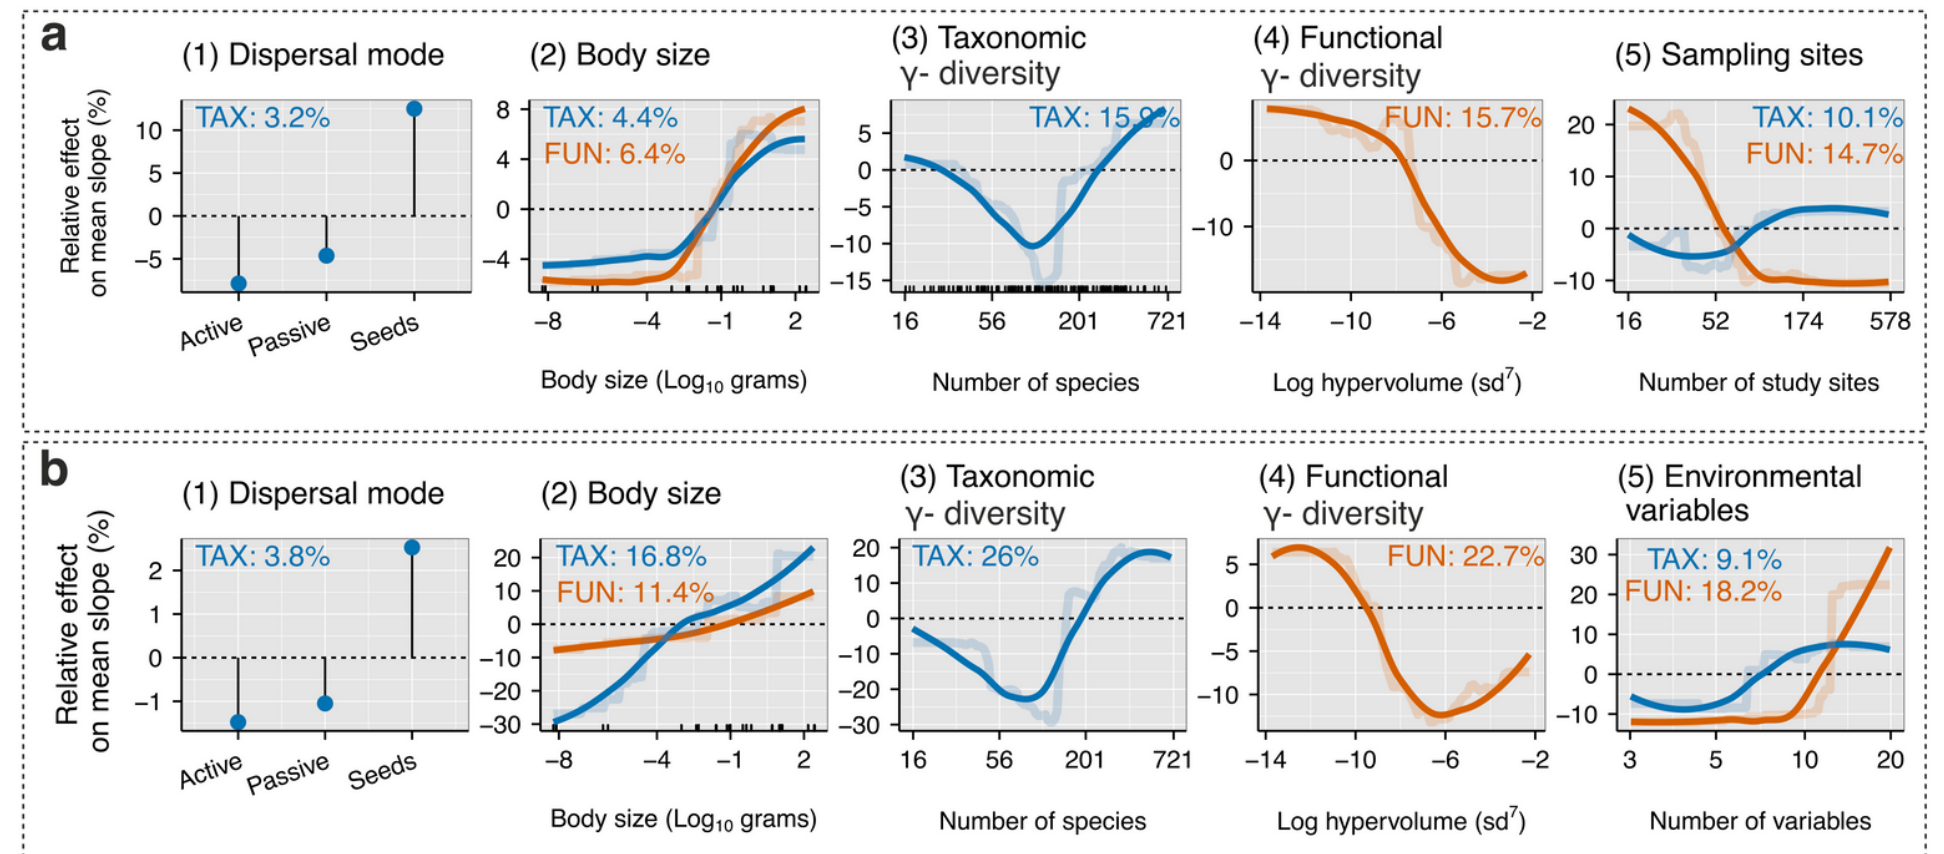 a
(1) Dispersal mode
Relative effect
on mean slope (%)
TAX: 3.2%
10
5
0
−5
Active
Passive
Seeds
(2) Body size
TAX: 4.4%
FUN: 6.4%
8
4
0
−4
−8
−4
−1
2
Body size (Log10 grams)
(3) Taxonomic
γ- diversity
TAX: 15.9%
5
0
−5
−10
−15
16
56
201
721
Number of species
(4) Functional
γ- diversity
FUN: 15.7%
0
−10
−14
−10
−6
−2
Log hypervolume (sd7)
(5) Sampling sites
TAX: 10.1%
FUN: 14.7%
20
10
0
−10
16
52
174
578
Number of study sites
b
(1) Dispersal mode
Relative effect
on mean slope (%)
TAX: 3.8%
2
1
0
−1
Active
Passive
Seeds
(2) Body size
TAX: 16.8%
FUN: 11.4%
20
10
0
−10
−20
−30
−8
−4
−1
2
Body size (Log10 grams)
(3) Taxonomic
γ- diversity
TAX: 26%
20
10
0
−10
−20
−30
16
56
201
721
Number of species
(4) Functional
γ- diversity
FUN: 22.7%
5
0
−5
−10
−14
−10
−6
−2
Log hypervolume (sd7)
(5) Environmental
variables
TAX: 9.1%
FUN: 18.2%
30
20
10
0
−10
3
5
10
20
Number of variables